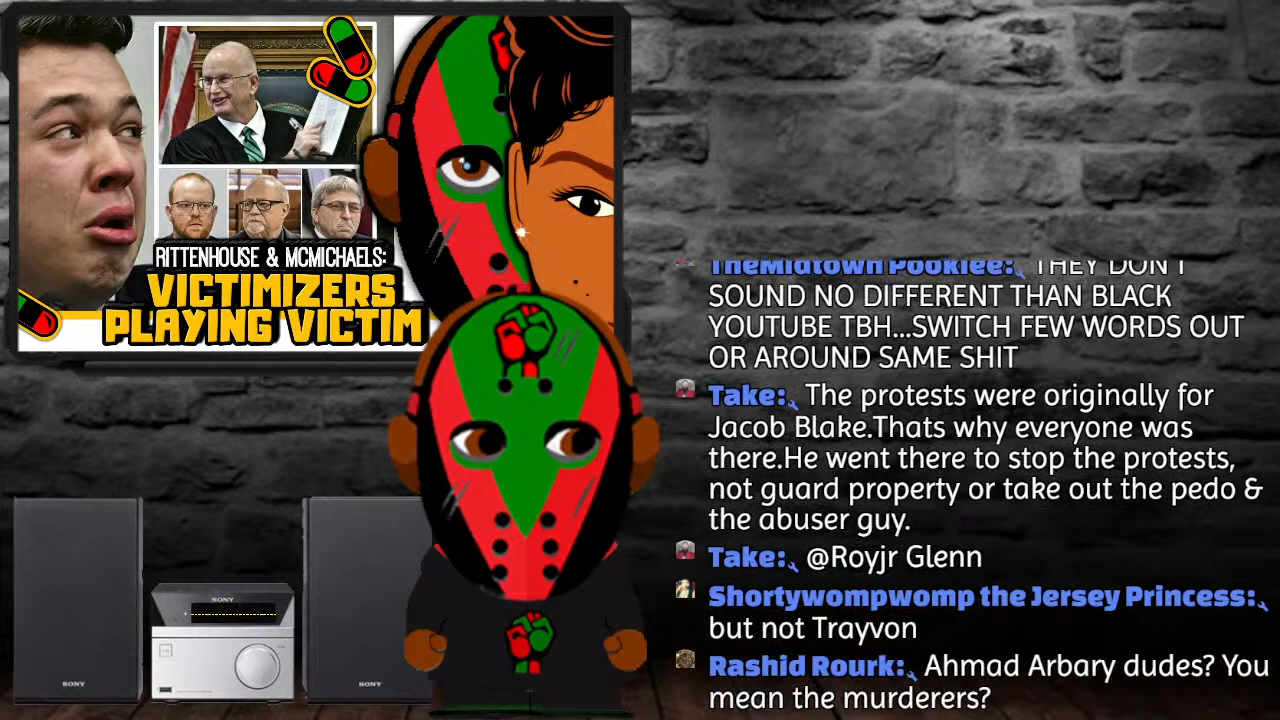 RITTENHOUSE & MCMICHAELS:
VICTIMIZERS
PLAYING VICTIM
SONY
SONY
SONY
TheMidtown Pookiee: THEY DON'T
SOUND NO DIFFERENT THAN BLACK
YOUTUBE TBH...SWITCH FEW WORDS OUT
OR AROUND SAME SHIT
Take: The protests were originally for
Jacob Blake.Thats why everyone was
there.He went there to stop the protests,
not guard property or take out the pedo &
the abuser guy.
Take: @Royjr Glenn
Shortywompwomp the Jersey Princess:
but not Trayvon
Rashid Rourk: Ahmad Arbary dudes? You
mean the murderers?